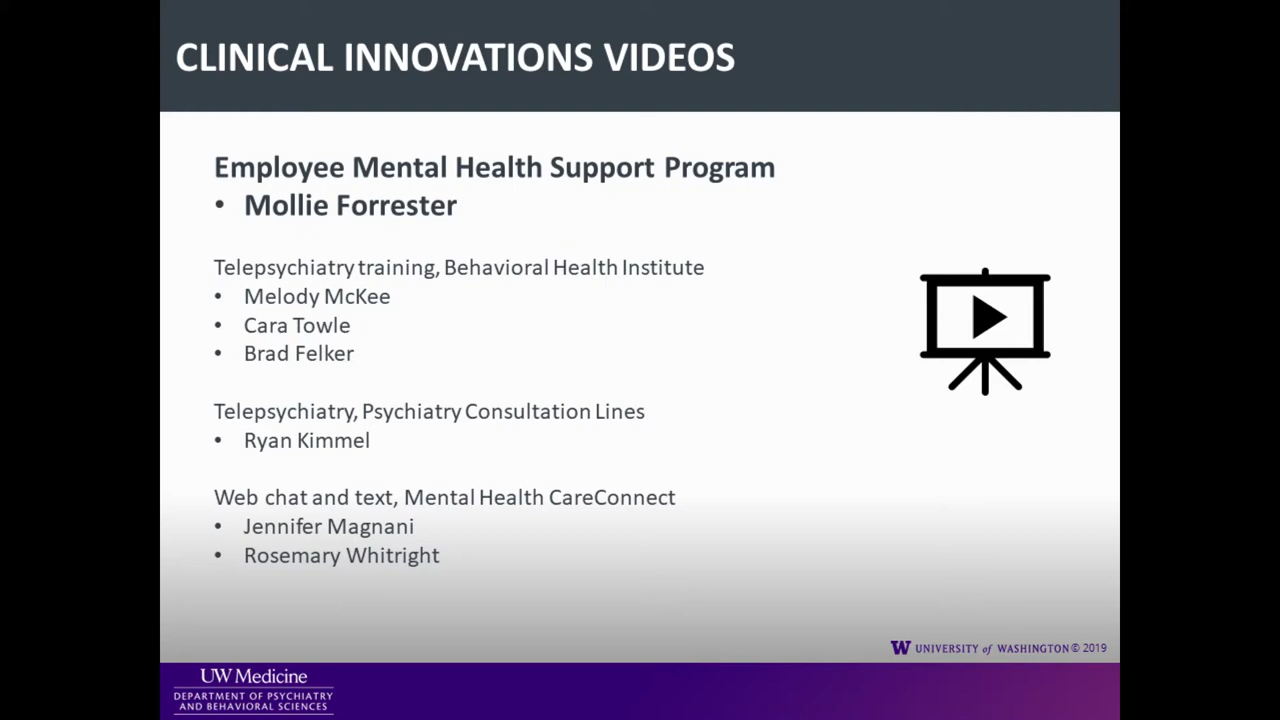 CLINICAL INNOVATIONS VIDEOS
Employee Mental Health Support Program
• Mollie Forrester
Telepsychiatry training, Behavioral Health Institute
• Melody McKee
• Cara Towle
• Brad Felker
Telepsychiatry, Psychiatry Consultation Lines
• Ryan Kimmel
Web chat and text, Mental Health CareConnect
• Jennifer Magnani
• Rosemary Whitright
W UNIVERSITY of WASHINGTON © 2019
UW Medicine
DEPARTMENT OF PSYCHIATRY
AND BEHAVIORAL SCIENCES